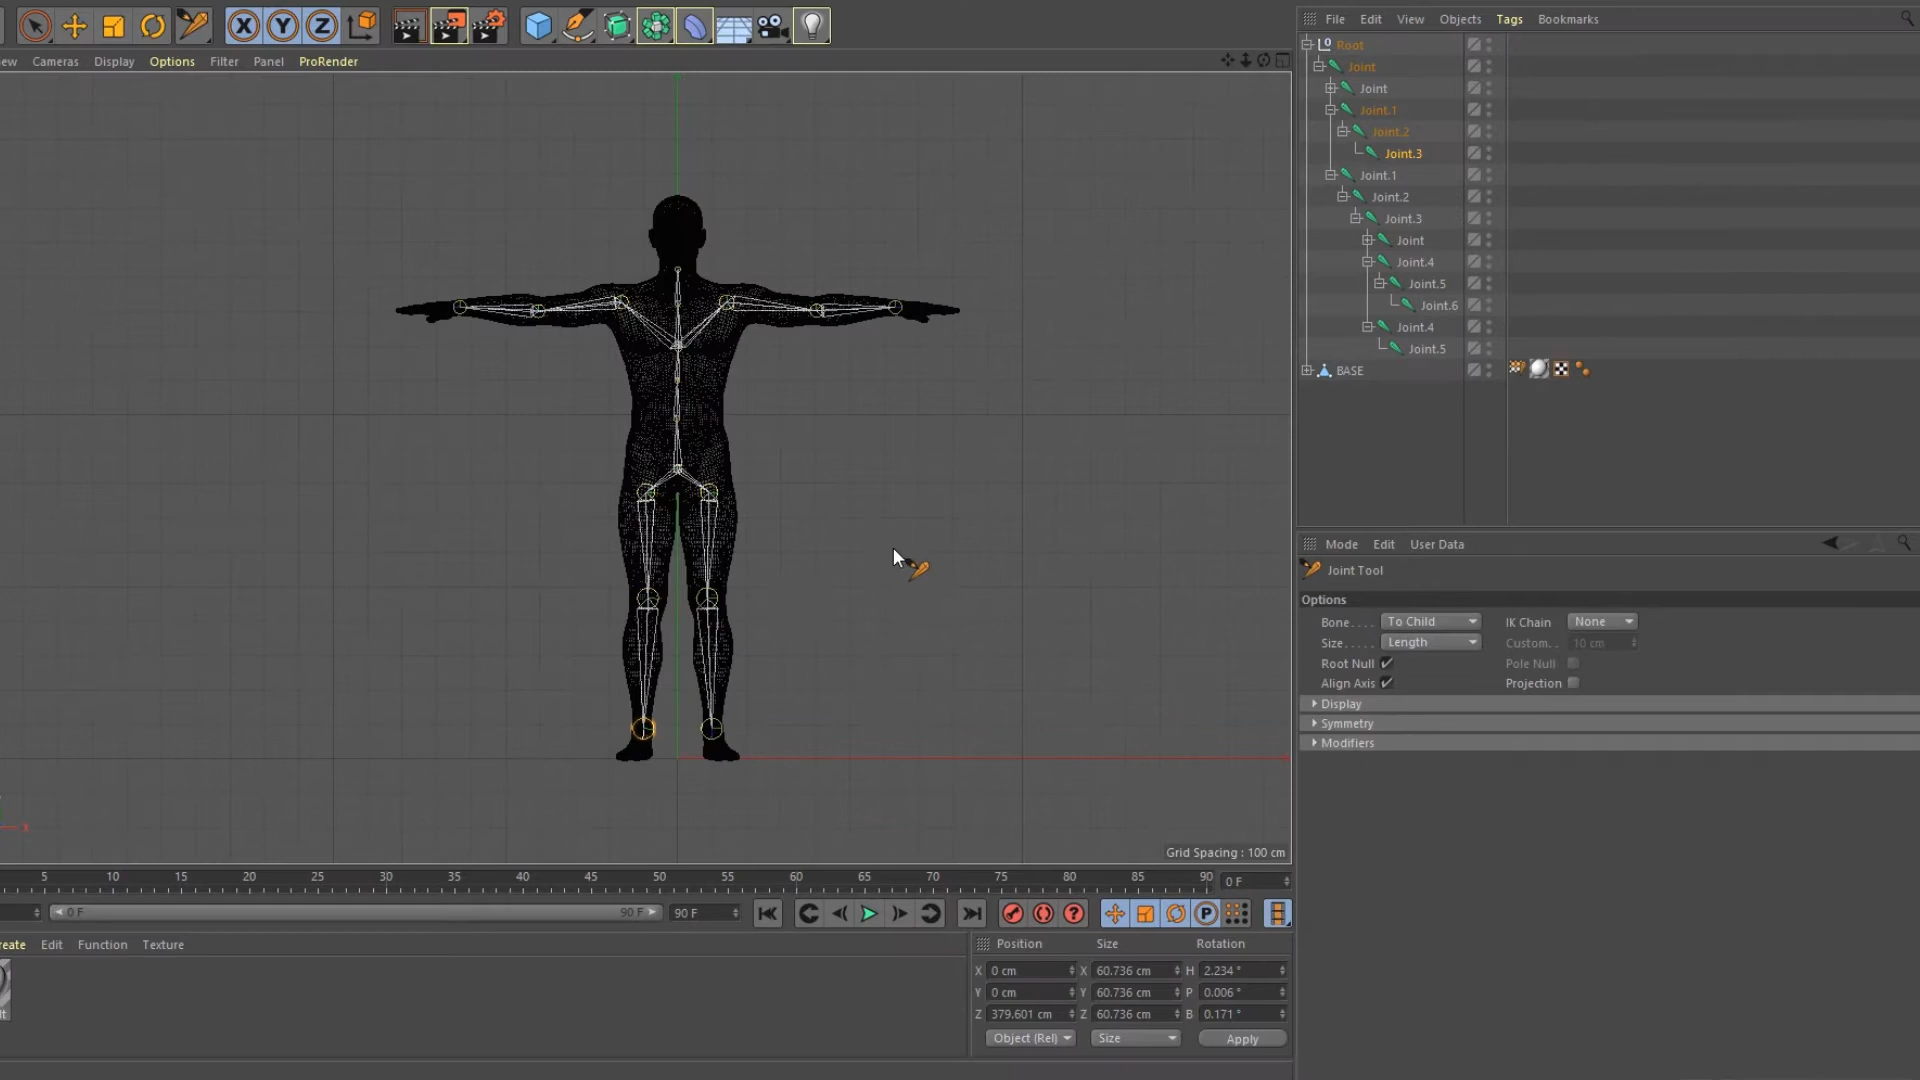 File Edit View Objects Tags Bookmarks
X Y Z
ew Cameras Display Options Filter Panel ProRender
0 Root
Joint
Joint
Joint.1
Joint.2
Joint.3
Joint.1
Joint.2
Joint.3
Joint
Joint.4
Joint.5
Joint.6
Joint.4
Joint.5
BASE
Mode Edit User Data
Joint Tool
Options
Bone.... To Child IK Chain None
Size..... Length Custom.. 10 cm
Root Null Pole Null
Align Axis Projection
Display
Symmetry
Modifiers
X
Grid Spacing : 100 cm
5 10 15 20 25 30 35 40 45 50 55 60 65 70 75 80 85 90 0 F
0 F 90 F 90 F ? P
reate Edit Function Texture
Position Size Rotation
X 0 cm X 60.736 cm H 2.234 °
Y 0 cm Y 60.736 cm P 0.006 °
Z 379.601 cm Z 60.736 cm B 0.171 °
Object (Rel) Size Apply